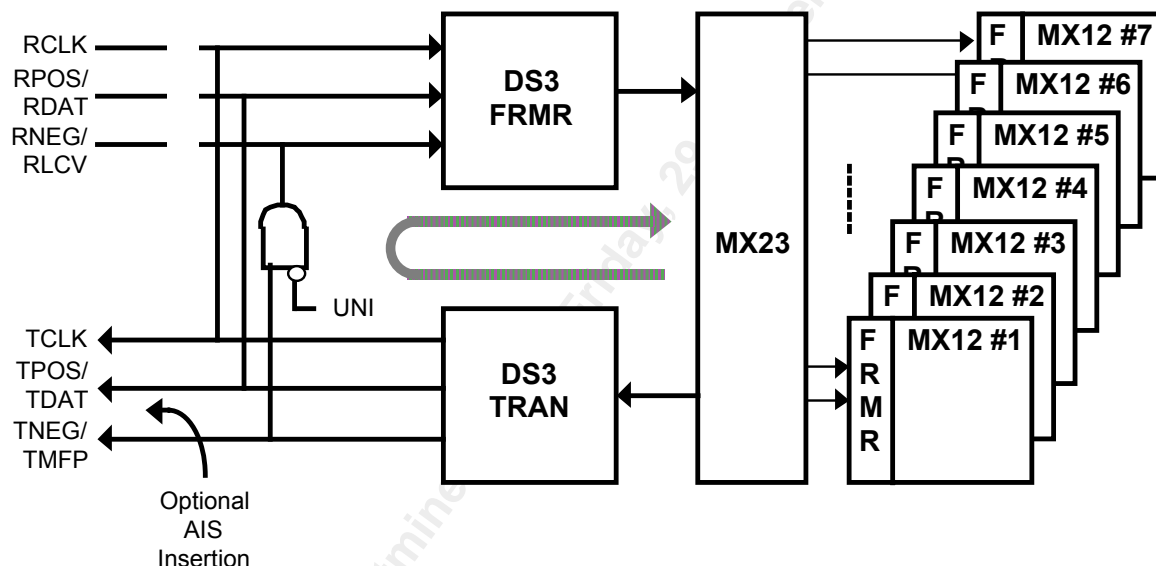 RCLK
RPOS/
RDAT
RNEG/
RLCV
DS3
FRMR
MX23
F
MX12 #7
F
MX12 #6
F
MX12 #5
F
MX12 #4
F
MX12 #3
F
MX12 #2
F
R
M
R
MX12 #1
UNI
TCLK
TPOS/
TDAT
TNEG/
TMFP
DS3
TRAN
Optional
AIS
Insertion